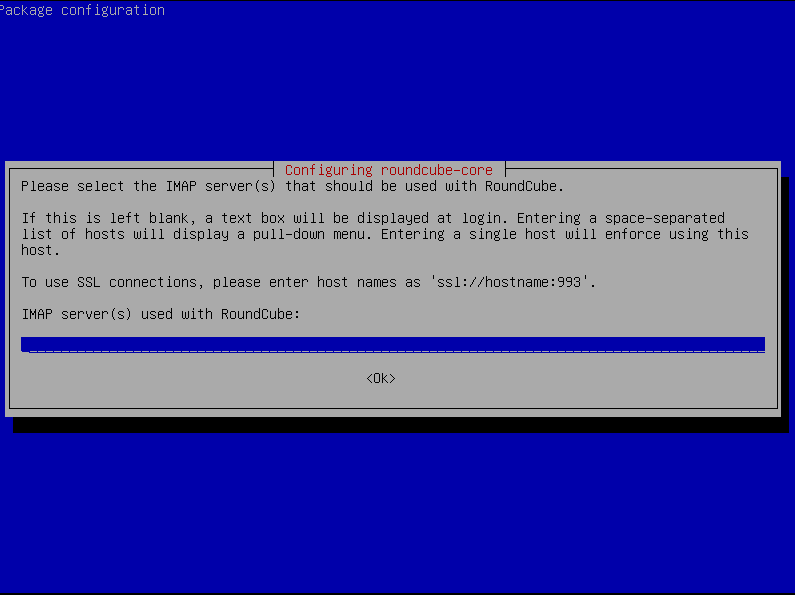 Package configuration
Configuring roundcube-core
Please select the IMAP server(s) that should be used with RoundCube.
If this is left blank, a text box will be displayed at login. Entering a space-separated
list of hosts will display a pull-down menu. Entering a single host will enforce using this
host.
To use SSL connections, please enter host names as 'ssl://hostname:993'.
IMAP server(s) used with RoundCube:
<Ok>